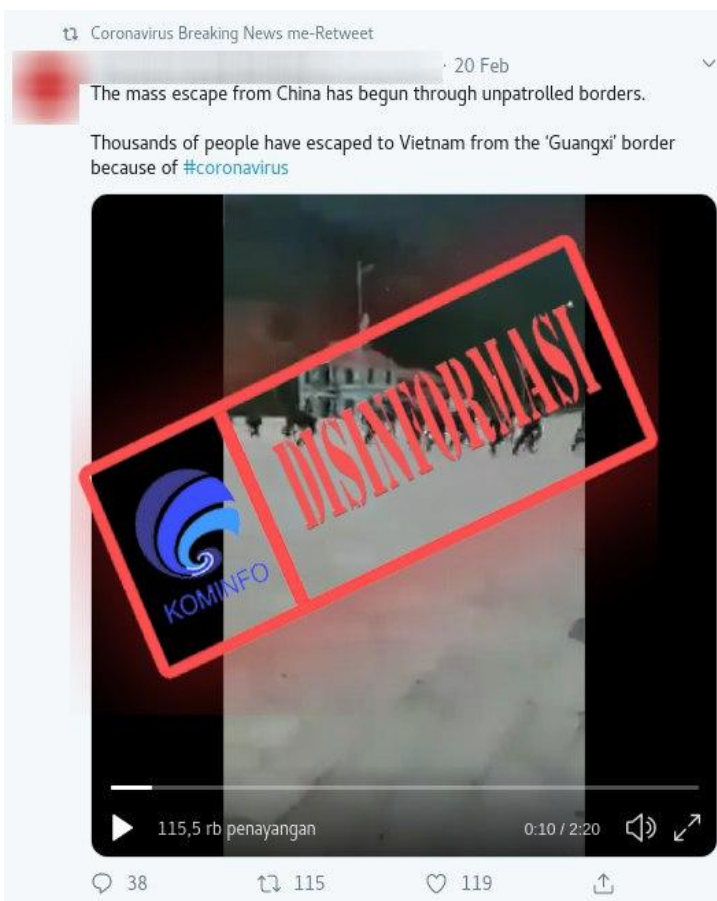 Coronavirus Breaking News me-Retweet
· 20 Feb
The mass escape from China has begun through unpatrolled borders.
Thousands of people have escaped to Vietnam from the 'Guangxi' border
because of #coronavirus
DISINFORMASI
KOMINFO
115,5 rb penayangan
0:10 / 2:20
38
115
119